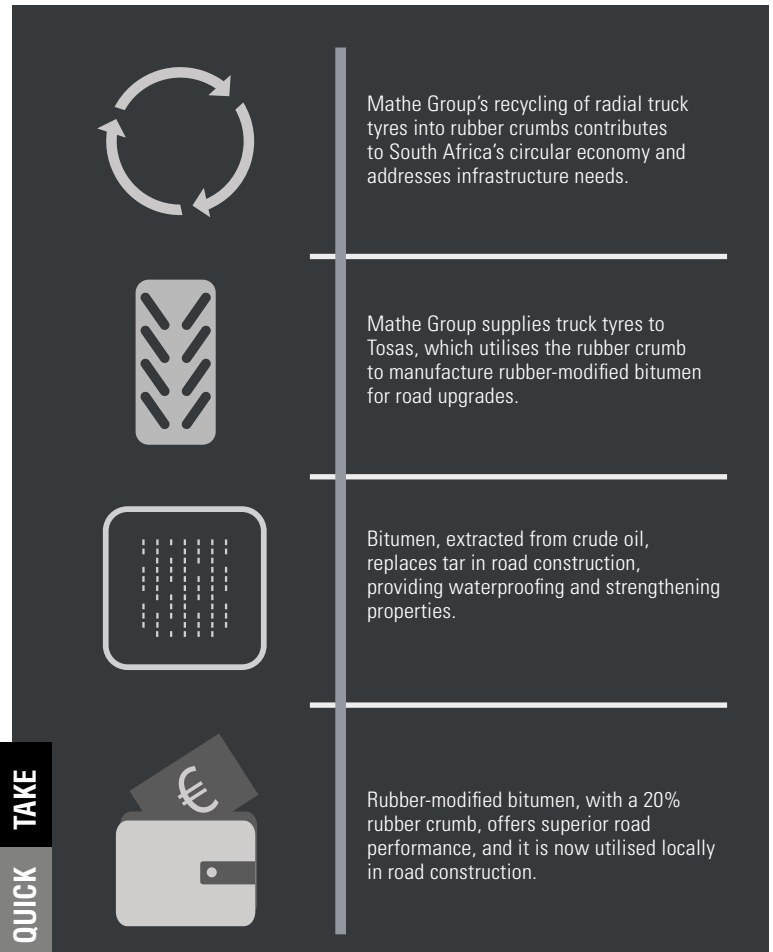 Mathe Group’s recycling of radial truck
tyres into rubber crumbs contributes
to South Africa’s circular economy and
addresses infrastructure needs.
Mathe Group supplies truck tyres to
Tosas, which utilises the rubber crumb
to manufacture rubber-modified bitumen
for road upgrades.
Bitumen, extracted from crude oil,
replaces tar in road construction,
providing waterproofing and strengthening
properties.
€
Rubber-modified bitumen, with a 20%
rubber crumb, offers superior road
performance, and it is now utilised locally
in road construction.
QUICK TAKE